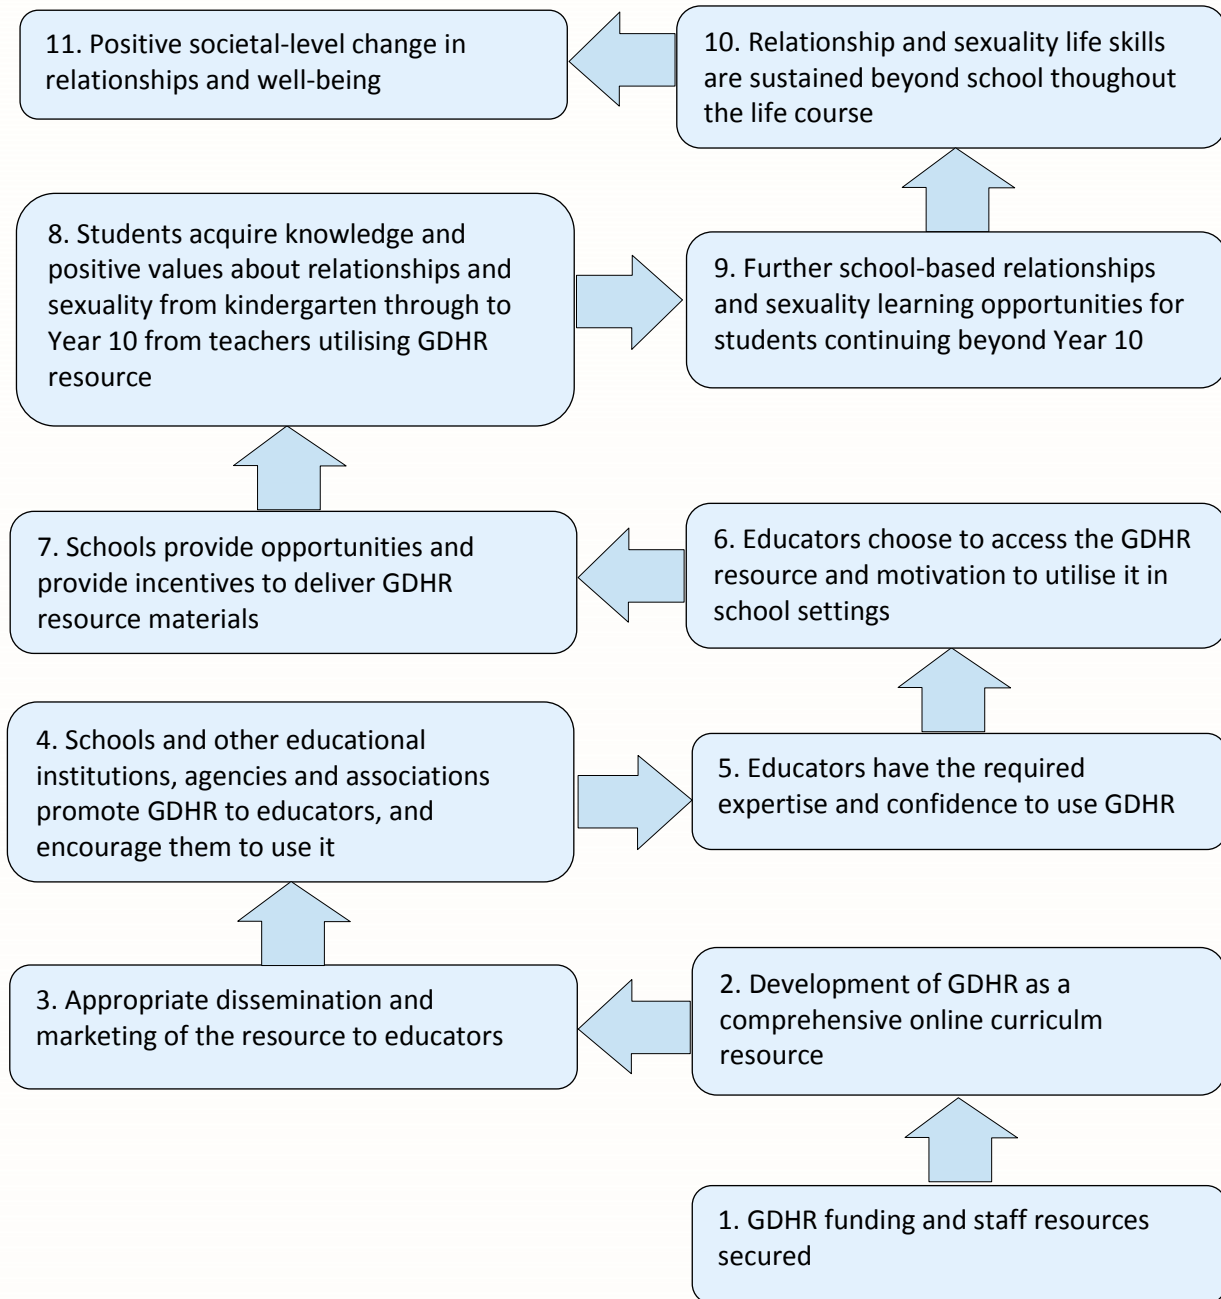 11. Positive societal-level change in
relationships and well-being
10. Relationship and sexuality life skills
are sustained beyond school thoughout
the life course
8. Students acquire knowledge and
positive values about relationships and
sexuality from kindergarten through to
Year 10 from teachers utilising GDHR
resource
9. Further school-based relationships
and sexuality learning opportunities for
students continuing beyond Year 10
7. Schools provide opportunities and
provide incentives to deliver GDHR
resource materials
6. Educators choose to access the GDHR
resource and motivation to utilise it in
school settings
4. Schools and other educational
institutions, agencies and associations
promote GDHR to educators, and
encourage them to use it
5. Educators have the required
expertise and confidence to use GDHR
3. Appropriate dissemination and
marketing of the resource to educators
2. Development of GDHR as a
comprehensive online curriculm
resource
1. GDHR funding and staff resources
secured